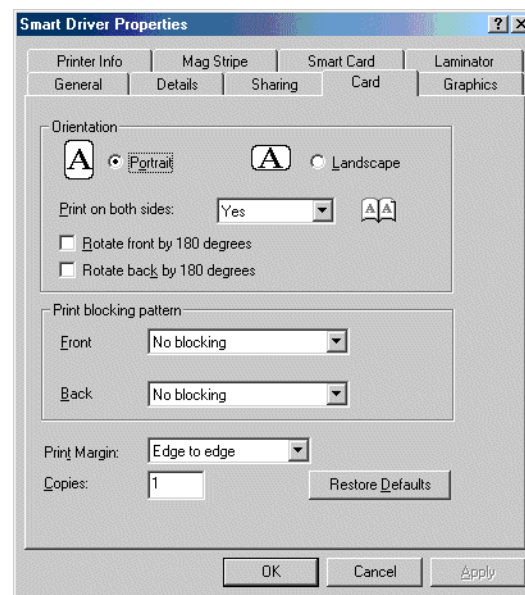 Smart Driver Properties
Printer Info Mag Stripe Smart Card Laminator
General Details Sharing Card Graphics
Orientation
A Portrait A Landscape
Print on both sides: Yes A A
Rotate front by 180 degrees
Rotate back by 180 degrees
Print blocking pattern
Front No blocking
Back No blocking
Print Margin: Edge to edge
Copies: 1 Restore Defaults
OK Cancel Apply